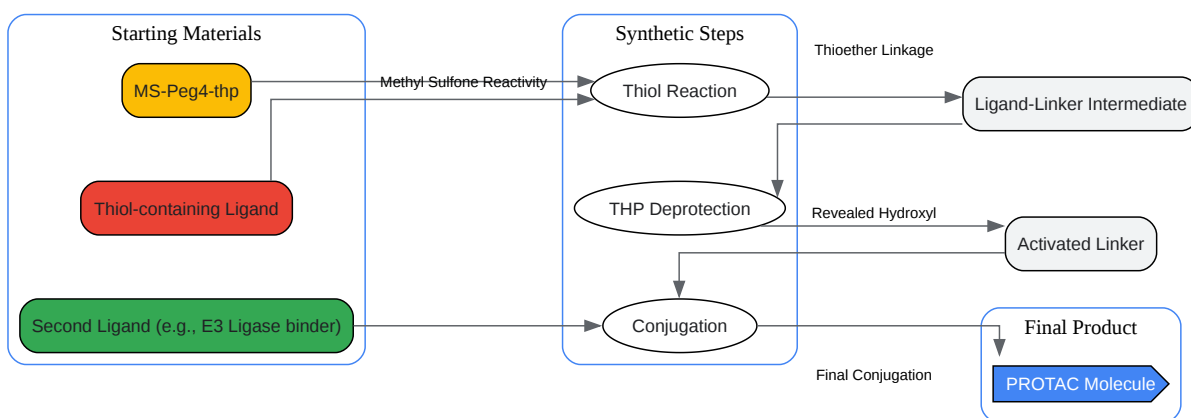 Starting Materials
Synthetic Steps
Thioether Linkage
MS-Peg4-thp
Methyl Sulfone Reactivity
Thiol Reaction
Ligand-Linker Intermediate
Thiol-containing Ligand
THP Deprotection
Revealed Hydroxyl
Activated Linker
Second Ligand (e.g., E3 Ligase binder)
Conjugation
Final Product
Final Conjugation
PROTAC Molecule